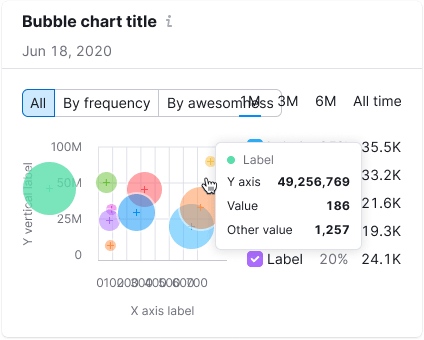 Bubble chart title
Jun 18, 2020
All By frequency By awesomness 1M 3M 6M All time
100M
50M
25M
0
Y vertical label
0 100 200 300 400 500 600 700
X axis label
Label
Y axis 49,256,769
Value 186
Other value 1,257
35.5K
33.2K
21.6K
19.3K
Label 20% 24.1K